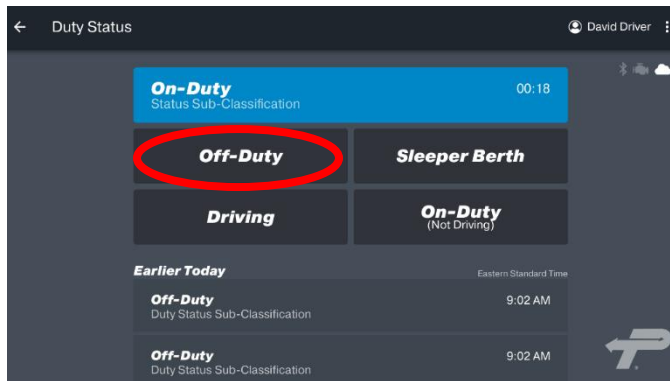 Duty Status
David Driver
On-Duty
Status Sub-Classification
00:18
Off-Duty
Sleeper Berth
Driving
On-Duty
(Not Driving)
Earlier Today
Eastern Standard Time
Off-Duty
9:02 AM
Duty Status Sub-Classification
Off-Duty
9:02 AM
Duty Status Sub-Classification